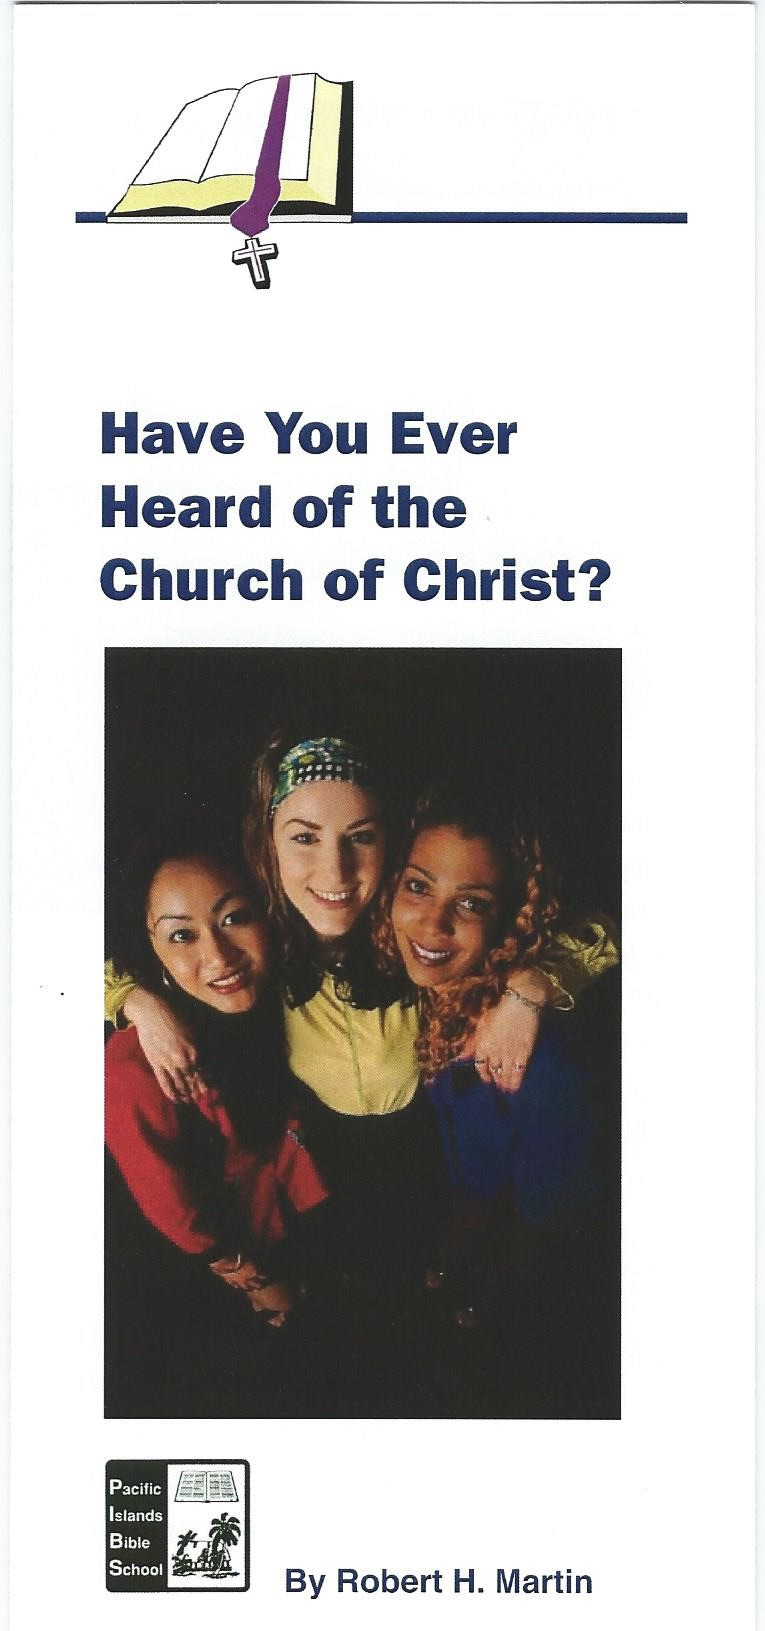 Have You Ever
Heard of the
Church of Christ?
Pacific
Islands
Bible
School
By Robert H. Martin